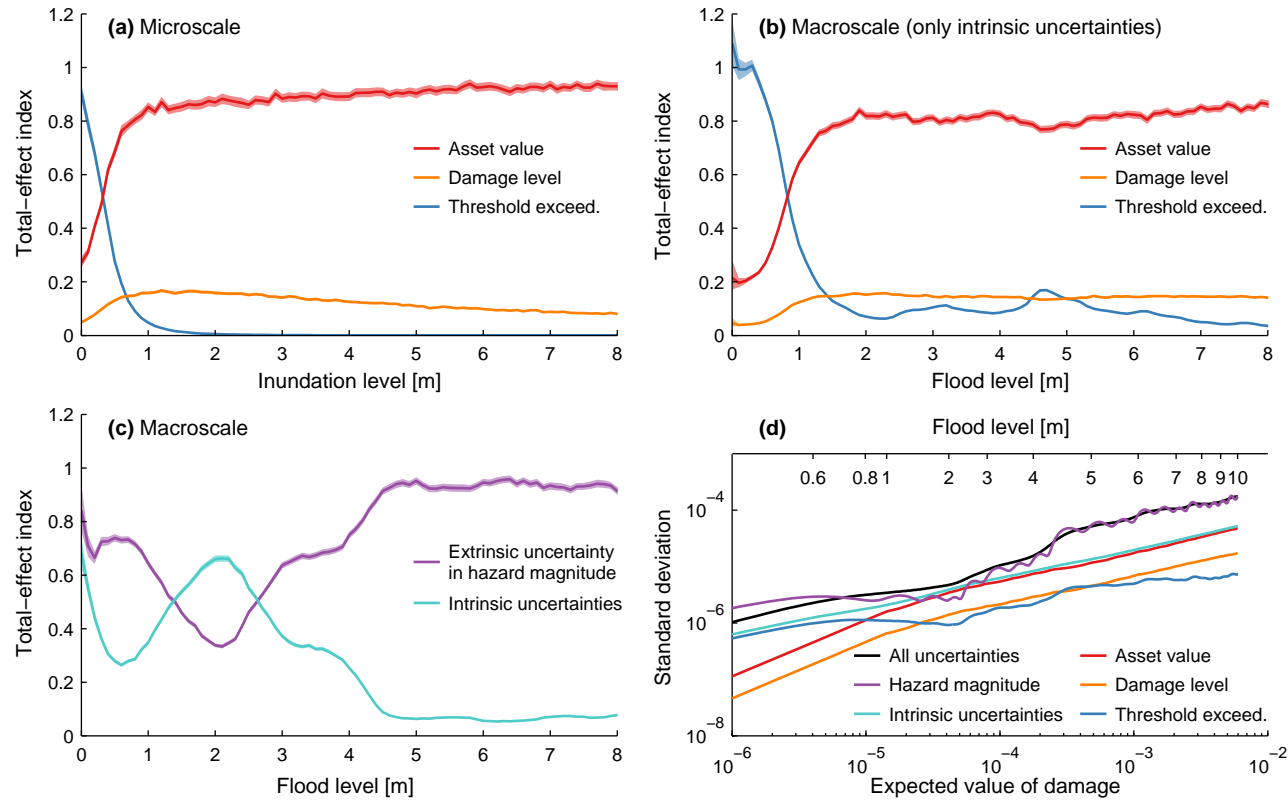 (a) Microscale
Total−effect index
1.2
1
0.8
0.6
0.4
0.2
0
Asset value
Damage level
Threshold exceed.
0 1 2 3 4 5 6 7 8
Inundation level [m]
(b) Macroscale (only intrinsic uncertainties)
Total−effect index
1.2
1
0.8
0.6
0.4
0.2
0
Asset value
Damage level
Threshold exceed.
0 1 2 3 4 5 6 7 8
Flood level [m]
(c) Macroscale
Total−effect index
1.2
1
0.8
0.6
0.4
0.2
0
Extrinsic uncertainty
in hazard magnitude
Intrinsic uncertainties
0 1 2 3 4 5 6 7 8
Flood level [m]
(d)
Flood level [m]
0.6 0.8 1 2 3 4 5 6 7 8 9 10
Standard deviation
10−4
10−6
10−8
All uncertainties
Hazard magnitude
Intrinsic uncertainties
Asset value
Damage level
Threshold exceed.
10−6 10−5 10−4 10−3 10−2
Expected value of damage